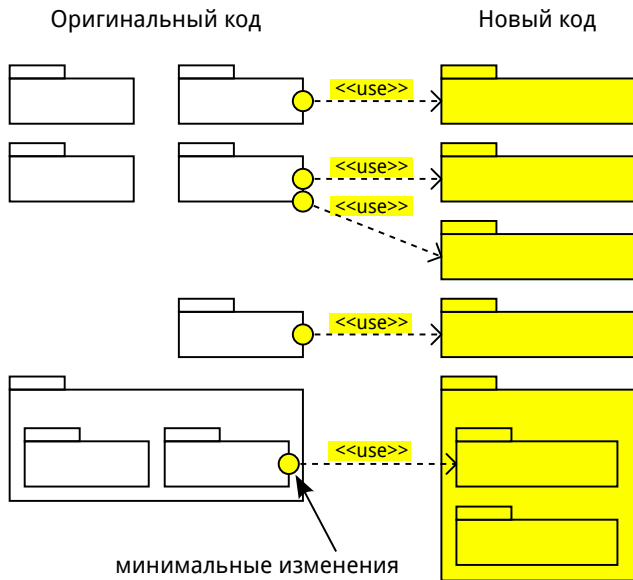 Оригинальный код
Новый код
<<use>>
<<use>>
<<use>>
<<use>>
<<use>>
минимальные изменения